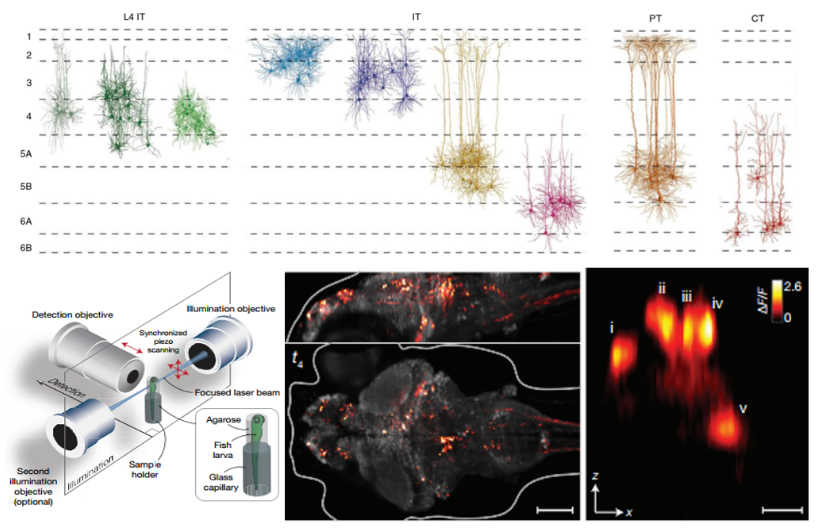 L4 IT
IT
PT
CT
1
2
3
4
5A
5B
6A
6B
Detection objective
Illumination objective
Synchronized
piezo
scanning
Detection
Focused laser beam
Agarose
Fish
larva
Glass
capillary
Second
illumination
objective
(optional)
Illumination
Sample
holder
t4
i
ii
iii
iv
v
ΔF/F
2.6
0
z
x